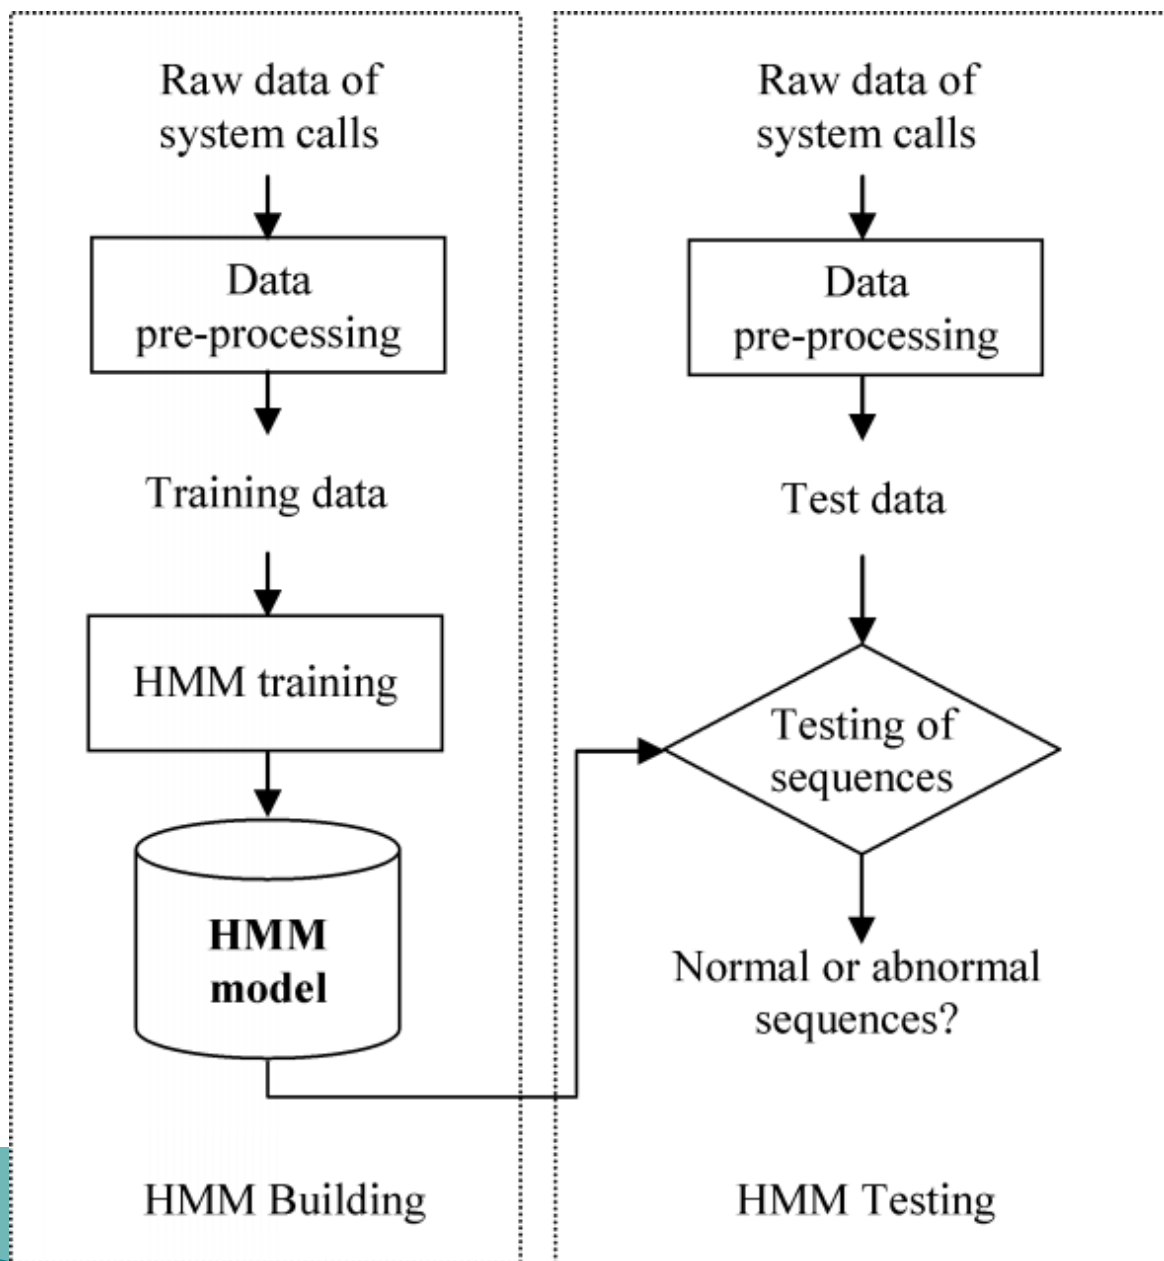 Raw data of
system calls
Data
pre-processing
Training data
HMM training
HMM
model
HMM Building
Raw data of
system calls
Data
pre-processing
Test data
Testing of
sequences
Normal or abnormal
sequences?
HMM Testing